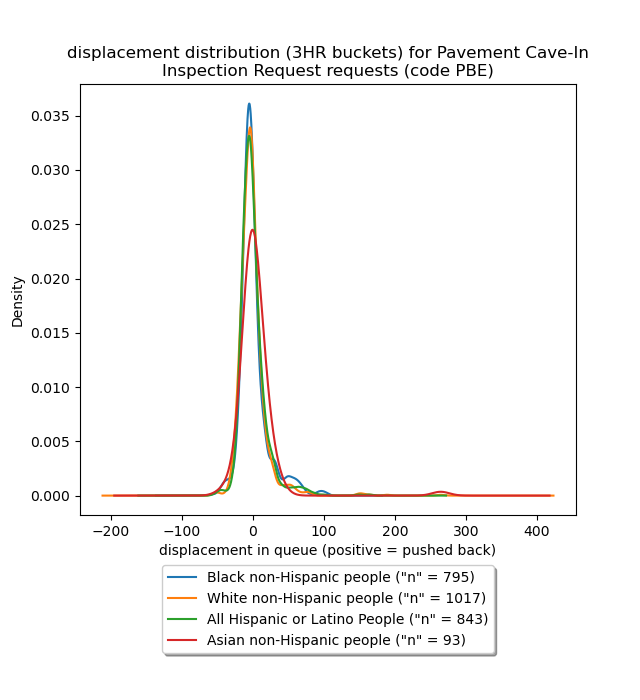 displacement distribution (3HR buckets) for Pavement Cave-In
Inspection Request requests (code PBE)
0.035
0.030
0.025
0.020
0.015
0.010
0.005
0.000
Density
−200
−100
0
100
200
300
400
displacement in queue (positive = pushed back)
Black non-Hispanic people ("n" = 795)
White non-Hispanic people ("n" = 1017)
All Hispanic or Latino People ("n" = 843)
Asian non-Hispanic people ("n" = 93)